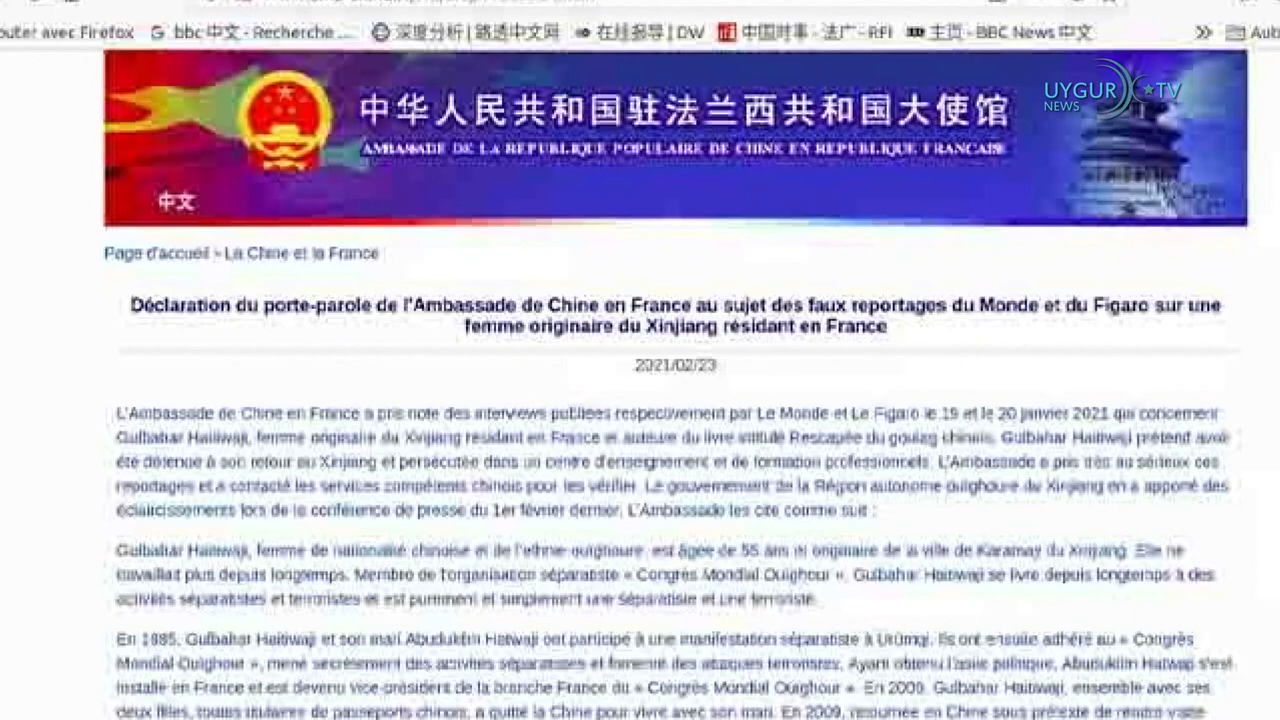 outer avec Firefox bbc 中文 - Recherche ... 深度分析 | 路透中文网 在线报导 | DW 中国时事 - 法广 - RFI 主页 - BBC News 中文 » Aut
中华人民共和国驻法兰西共和国大使馆
AMBASSADE DE LA REPUBLIQUE POPULAIRE DE CHINE EN REPUBLIQUE FRANCAISE
UYGUR TV
NEWS
中文
Page d'accueil > La Chine et la France
Déclaration du porte-parole de l'Ambassade de Chine en France au sujet des faux reportages du Monde et du Figaro sur une
femme originaire du Xinjiang résidant en France
2021/02/23
L'Ambassade de Chine en France a pris note des interviews publiées respectivement par Le Monde et Le Figaro le 19 et le 20 janvier 2021 qui concernent
Gulbahar Haitiwaji, femme originaire du Xinjiang résidant en France et auteure du livre intitulé Rescapée du goulag chinois. Gulbahar Haitiwaji prétend avoir
été détenue à son retour au Xinjiang et persécutée dans un centre d'enseignement et de formation professionnels. L'Ambassade a pris très au sérieux ces
reportages et a contacté les services compétents chinois pour les vérifier. Le gouvernement de la Région autonome ouïghoure du Xinjiang en a apporté des
éclaircissements lors de la conférence de presse du 1er février dernier. L'Ambassade les cite comme suit :
Gulbahar Haitiwaji, femme de nationalité chinoise et de l'ethnie ouïghoure, est âgée de 55 ans et originaire de la ville de Karamay du Xinjiang. Elle ne
travaillait plus depuis longtemps. Membre de l'organisation séparatiste « Congrès Mondial Ouïghour », Gulbahar Haitiwaji se livre depuis longtemps à des
activités séparatistes et terroristes et est purement et simplement une séparatiste et une terroriste.
En 1985, Gulbahar Haitiwaji et son mari Abudukilm Hatwaji ont participé à une manifestation séparatiste à Urümqi. Ils ont ensuite adhéré au « Congrès
Mondial Ouïghour », mené secrètement des activités séparatistes et fomenté des attaques terroristes. Ayant obtenu l'asile politique, Abudukilm Hatwaji s'est
installé en France et est devenu vice-président de la branche France du « Congrès Mondial Ouïghour ». En 2009, Gulbahar Haitiwaji, ensemble avec ses
deux filles, toutes titulaires de passeports chinois, a quitté la Chine pour vivre avec son mari. En 2009, retournée en Chine sous prétexte de rendre visite